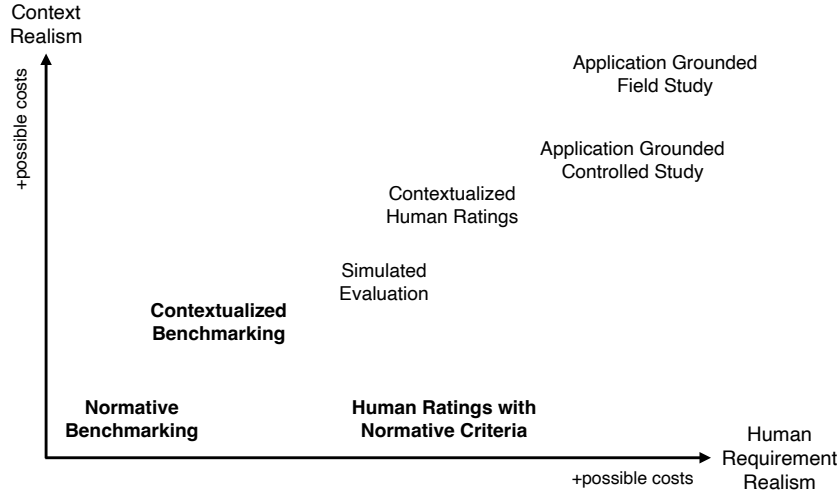 Context
Realism
+possible costs
Application Grounded
Field Study
Application Grounded
Controlled Study
Contextualized
Human Ratings
Simulated
Evaluation
Contextualized
Benchmarking
Normative
Benchmarking
Human Ratings with
Normative Criteria
+possible costs
Human
Requirement
Realism